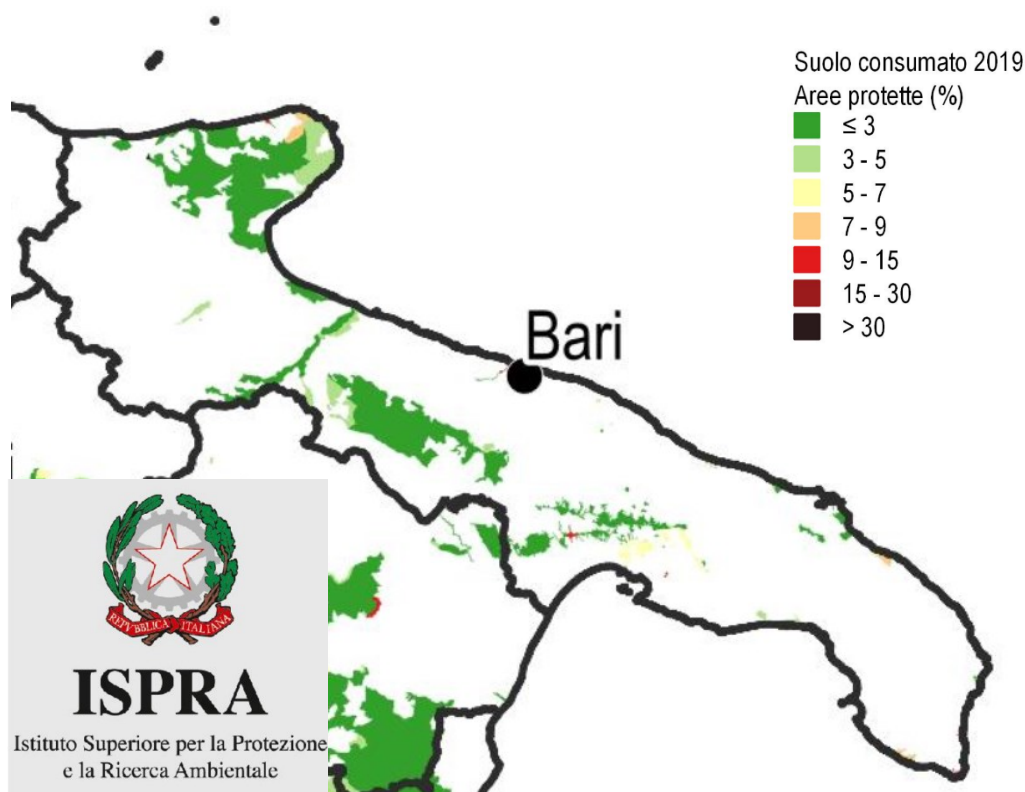 Suolo consumato 2019
Aree protette (%)
≤ 3
3 - 5
5 - 7
7 - 9
9 - 15
15 - 30
> 30
Bari
REPVBBLICA ITALIANA
ISPRA
Istituto Superiore per la Protezione
e la Ricerca Ambientale